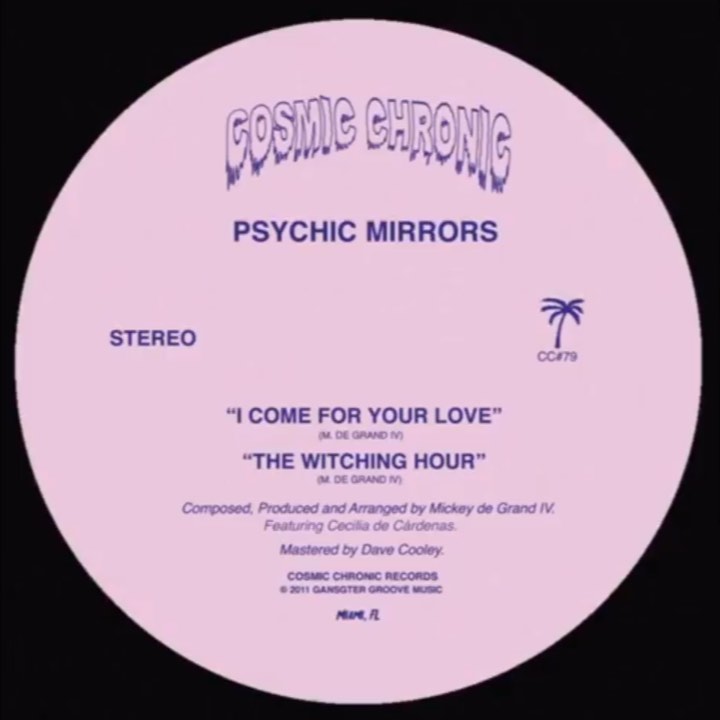 COSMIC CHRONIC
PSYCHIC MIRRORS
STEREO
CC#79
“I COME FOR YOUR LOVE”
(M. DE GRAND IV)
“THE WITCHING HOUR”
(M. DE GRAND IV)
Composed, Produced and Arranged by Mickey de Grand IV.
Featuring Cecilia de Cárdenas.
Mastered by Dave Cooley.
COSMIC CHRONIC RECORDS
© 2011 GANSGTER GROOVE MUSIC
MIAMI, FL